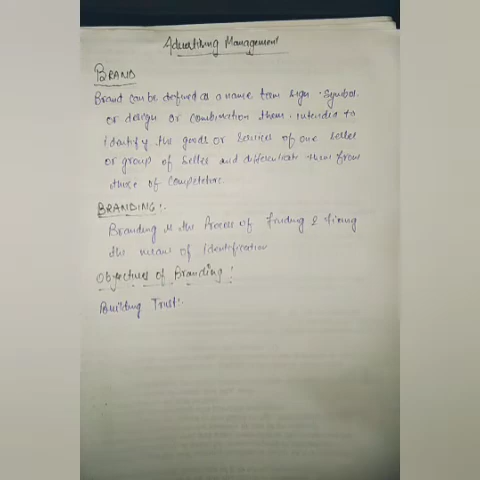 Advertising Management
BRAND
Brand can be defined as a name term sign . Symbol
or design or combination them . intended to
identify the goods or services of one seller
or group of seller and differentiate them from
those of competetors.
BRANDING :.
Branding is the Process of finding & fixing
the mean of identification
Objectives of Branding !
Building Trust :.